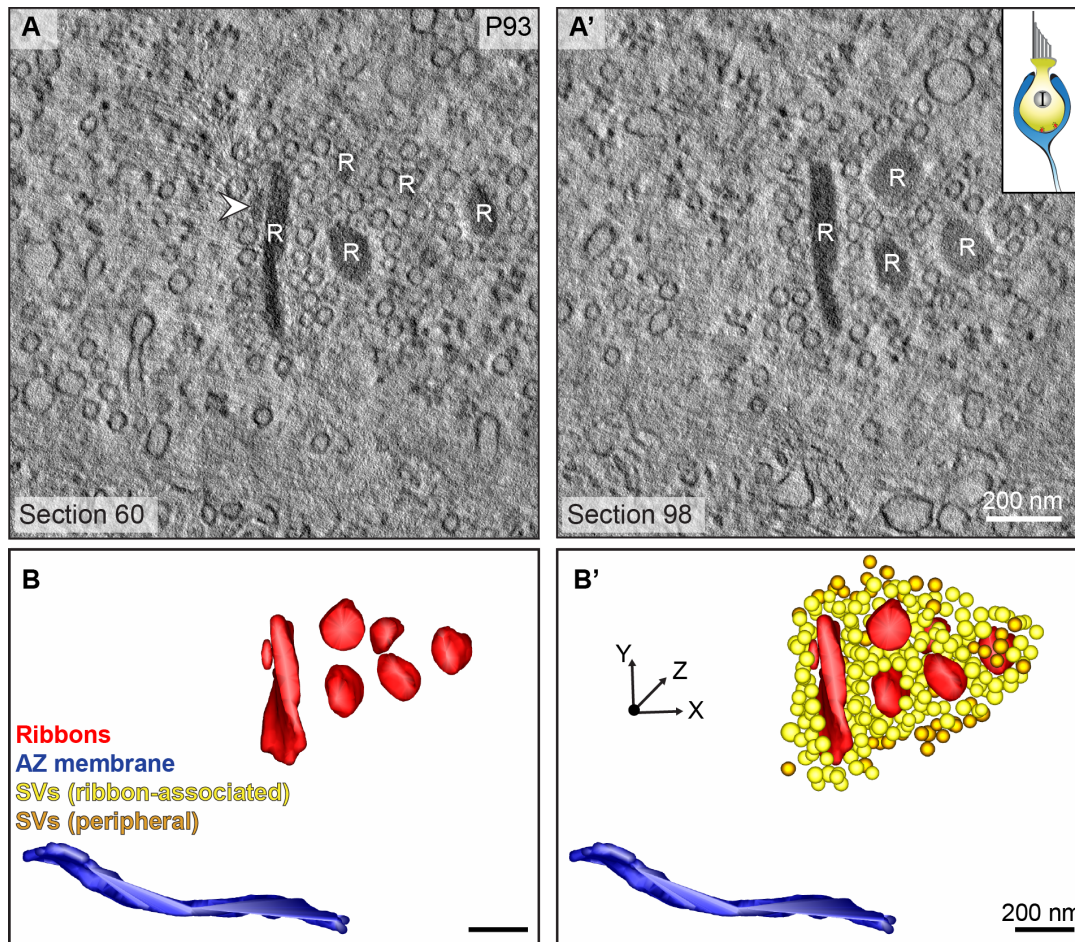 A
P93
R
R
R
R
R
Section 60
A'
R
R
R
R
I
Section 98
200 nm
B
Ribbons
AZ membrane
SVs (ribbon-associated)
SVs (peripheral)
B'
Y
Z
X
200 nm